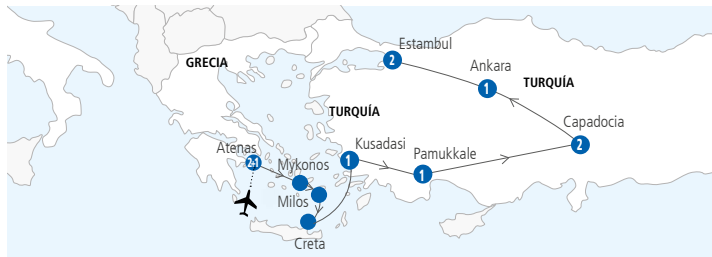 Estambul
2
GRECIA
Ankara
1
TURQUÍA
TURQUÍA
Capadocia
2
Atenas
2+1
Kusadasi
1
Pamukkale
1
Mykonos
Milos
Creta